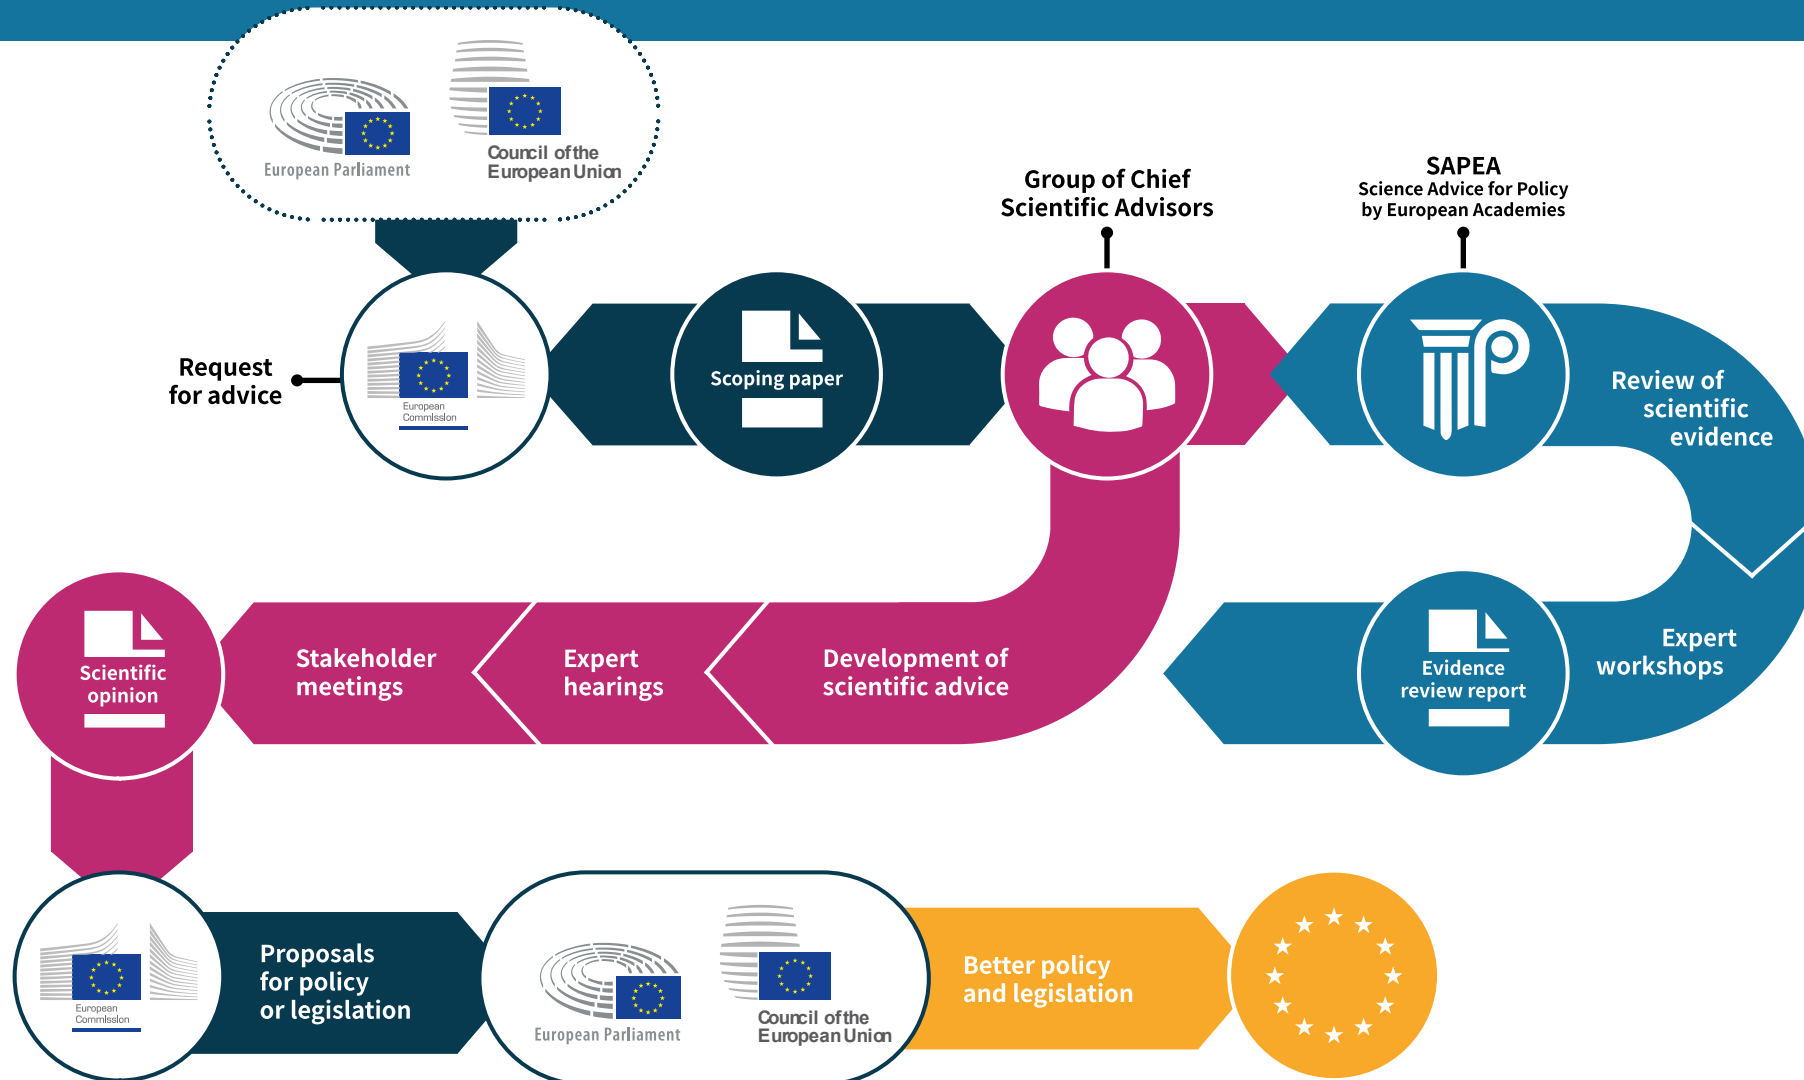 European Parliament
Council of the
European Union
Request
for advice
European
Commission
Scoping paper
Group of Chief
Scientific Advisors
SAPEA
Science Advice for Policy
by European Academies
Review of
scientific
evidence
Expert
workshops
Evidence
review report
Development of
scientific advice
Expert
hearings
Stakeholder
meetings
Scientific
opinion
European
Commission
Proposals
for policy
or legislation
European Parliament
Council of the
European Union
Better policy
and legislation